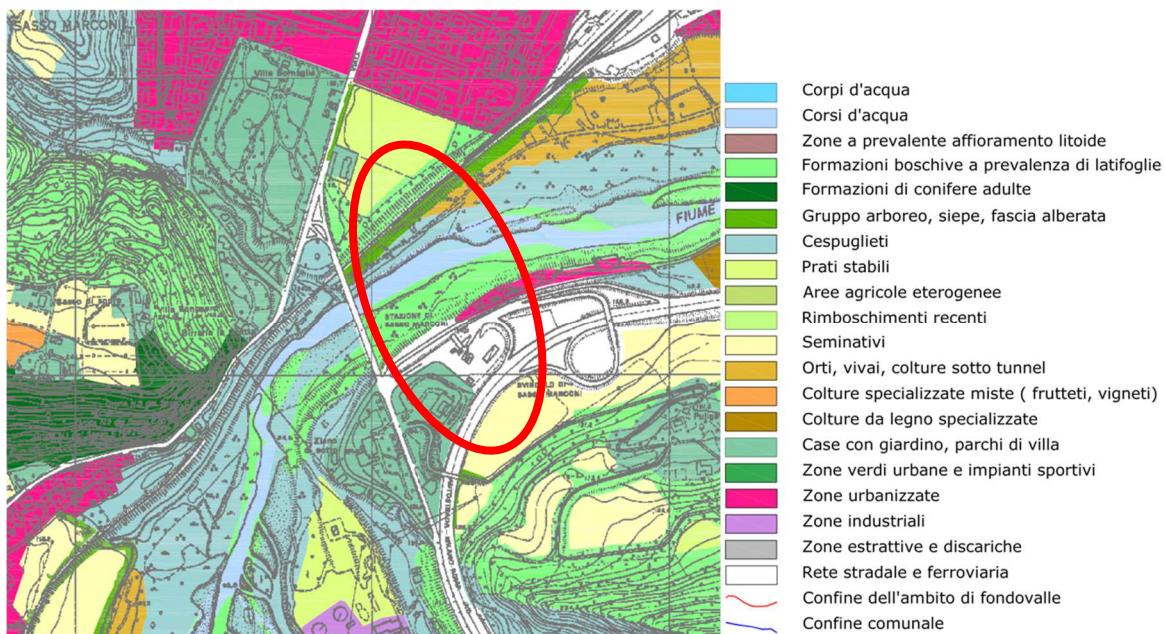 SASSO MARCONI
Villa Bonaglia
FIUME
STAZIONE DI
SASSO MARCONI
SVINCOLO DI
SASSO MARCONI
Corpi d'acqua
Corsi d'acqua
Zone a prevalente affioramento litoide
Formazioni boschive a prevalenza di latifoglie
Formazioni di conifere adulte
Gruppo arboreo, siepe, fascia alberata
Cespuglieti
Prati stabili
Aree agricole eterogenee
Rimboschimenti recenti
Seminativi
Orti, vivai, colture sotto tunnel
Colture specializzate miste ( frutteti, vigneti)
Colture da legno specializzate
Case con giardino, parchi di villa
Zone verdi urbane e impianti sportivi
Zone urbanizzate
Zone industriali
Zone estrattive e discariche
Rete stradale e ferroviaria
Confine dell'ambito di fondovalle
Confine comunale